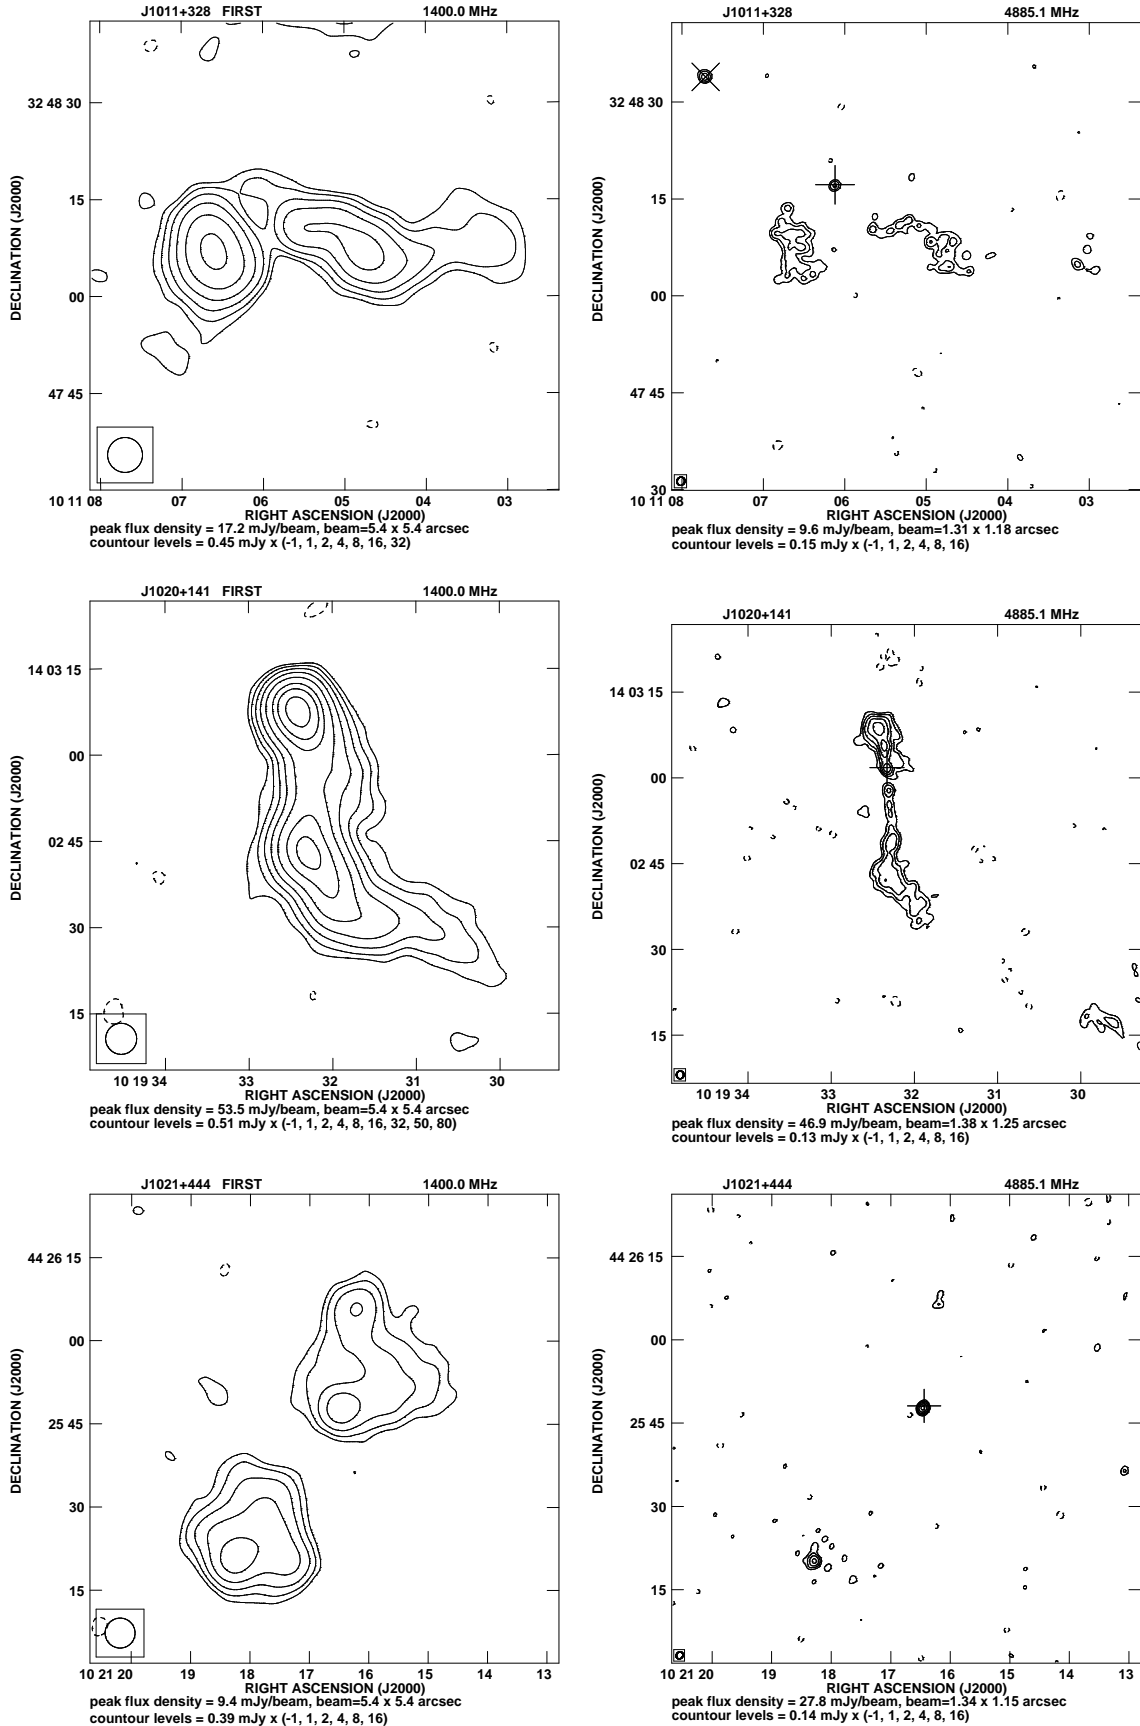 J1011+328 FIRST 1400.0 MHz
DECLINATION (J2000)
32 48 30
15
00
47 45
10 11 08 07 06 05 04 03
RIGHT ASCENSION (J2000)
peak flux density = 17.2 mJy/beam, beam=5.4 x 5.4 arcsec
countour levels = 0.45 mJy x (-1, 1, 2, 4, 8, 16, 32)
J1011+328 4885.1 MHz
DECLINATION (J2000)
32 48 30
15
00
47 45
30
10 11 08 07 06 05 04 03
RIGHT ASCENSION (J2000)
peak flux density = 9.6 mJy/beam, beam=1.31 x 1.18 arcsec
countour levels = 0.15 mJy x (-1, 1, 2, 4, 8, 16)
J1020+141 FIRST 1400.0 MHz
DECLINATION (J2000)
14 03 15
00
02 45
30
15
10 19 34 33 32 31 30
RIGHT ASCENSION (J2000)
peak flux density = 53.5 mJy/beam, beam=5.4 x 5.4 arcsec
countour levels = 0.51 mJy x (-1, 1, 2, 4, 8, 16, 32, 50, 80)
J1020+141 4885.1 MHz
DECLINATION (J2000)
14 03 15
00
02 45
30
15
10 19 34 33 32 31 30
RIGHT ASCENSION (J2000)
peak flux density = 46.9 mJy/beam, beam=1.38 x 1.25 arcsec
countour levels = 0.13 mJy x (-1, 1, 2, 4, 8, 16)
J1021+444 FIRST 1400.0 MHz
DECLINATION (J2000)
44 26 15
00
25 45
30
15
10 21 20 19 18 17 16 15 14 13
RIGHT ASCENSION (J2000)
peak flux density = 9.4 mJy/beam, beam=5.4 x 5.4 arcsec
countour levels = 0.39 mJy x (-1, 1, 2, 4, 8, 16)
J1021+444 4885.1 MHz
DECLINATION (J2000)
44 26 15
00
25 45
30
15
10 21 20 19 18 17 16 15 14 13
RIGHT ASCENSION (J2000)
peak flux density = 27.8 mJy/beam, beam=1.34 x 1.15 arcsec
countour levels = 0.14 mJy x (-1, 1, 2, 4, 8, 16)